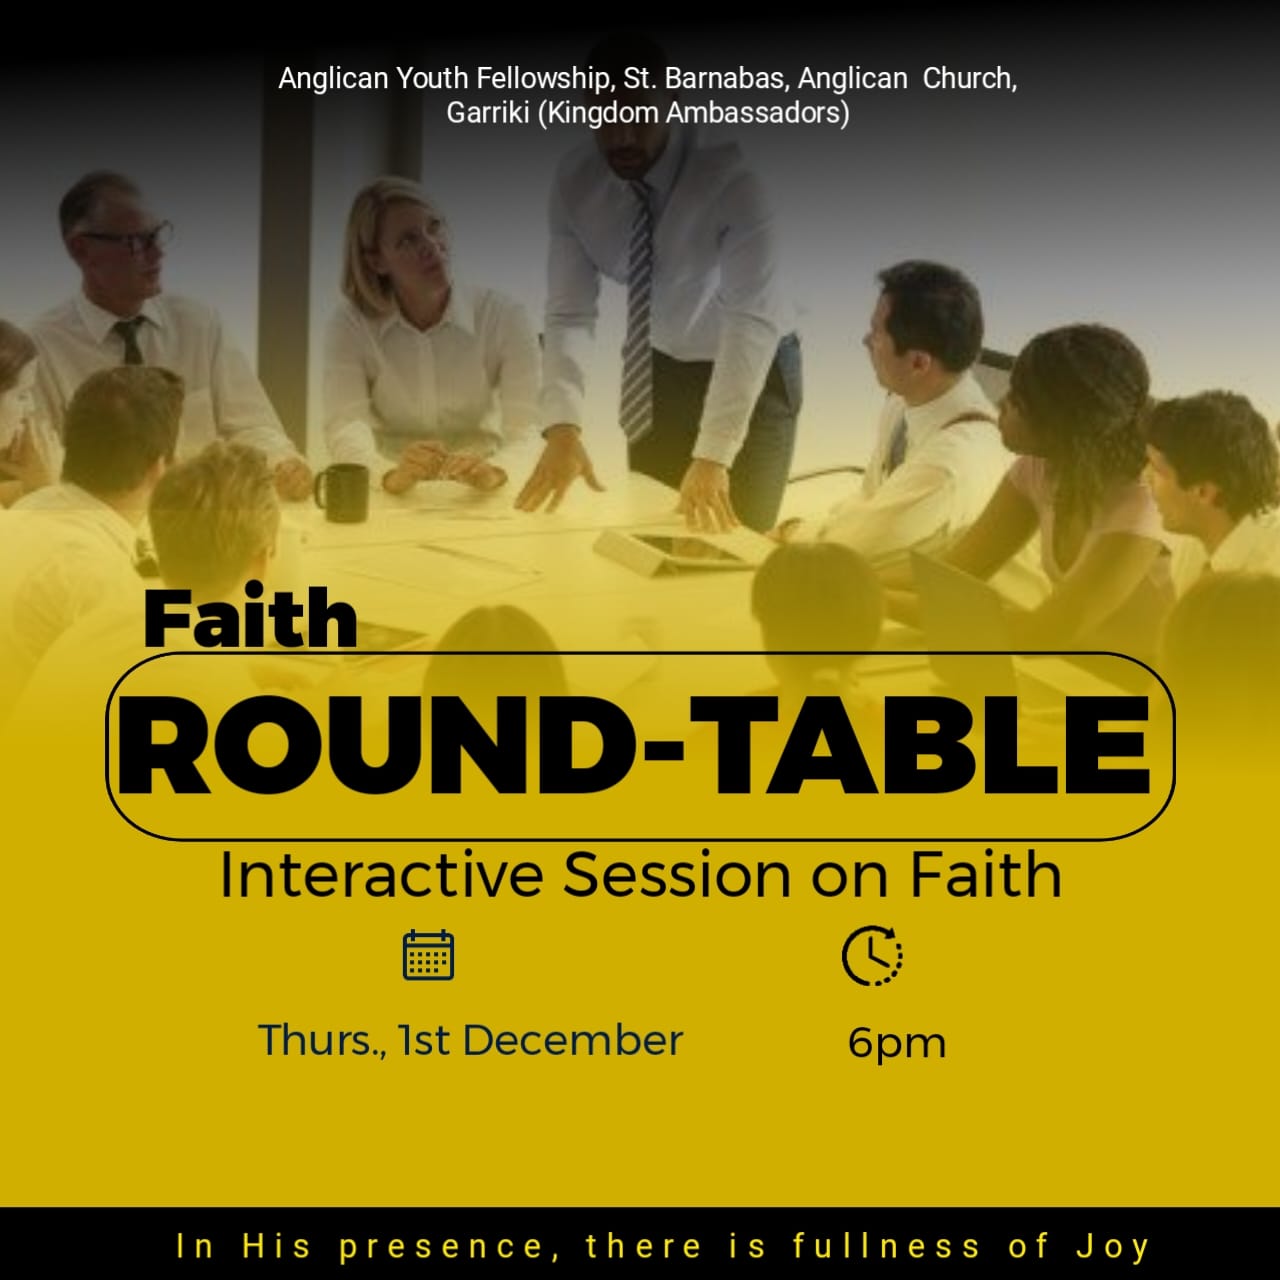 Anglican Youth Fellowship, St. Barnabas, Anglican Church,
Garriki (Kingdom Ambassadors)
Faith
ROUND-TABLE
Interactive Session on Faith
Thurs., 1st December
6pm
In His presence, there is fullness of Joy